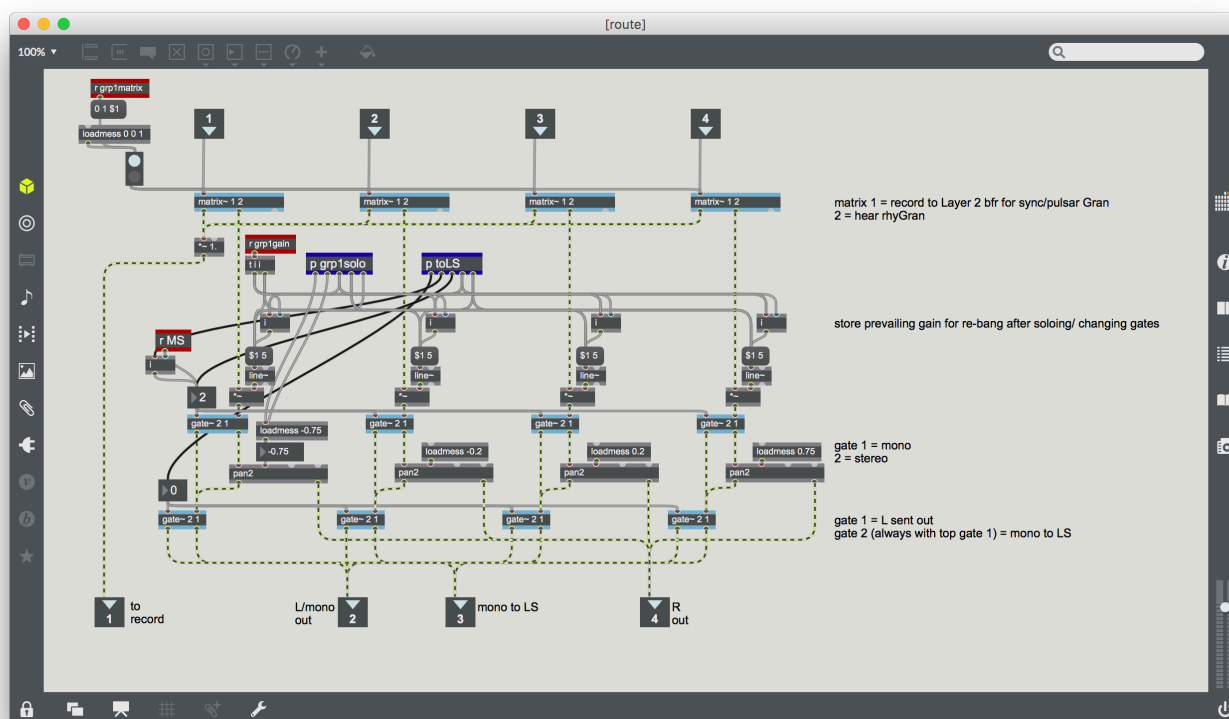 [route]
100%
r grp1matrix
0 1 $1
loadmess 0 0 1
1
2
3
4
matrix~ 1 2
matrix~ 1 2
matrix~ 1 2
matrix~ 1 2
matrix 1 = record to Layer 2 bfr for sync/pulsar Gran
2 = hear rhyGran
*~ 1.
r grp1gain
t i i
p grp1solo
p toLS
i
i
i
i
store prevailing gain for re-bang after soloing/ changing gates
r MS
i
$1 5
$1 5
$1 5
$1 5
line~
line~
line~
line~
2
*~
*~
*~
*~
gate~ 2 1
gate~ 2 1
gate~ 2 1
gate~ 2 1
loadmess -0.75
-0.75
loadmess -0.2
loadmess 0.2
loadmess 0.75
gate 1 = mono
2 = stereo
pan2
pan2
pan2
pan2
0
gate~ 2 1
gate~ 2 1
gate~ 2 1
gate~ 2 1
gate 1 = L sent out
gate 2 (always with top gate 1) = mono to LS
1
to
record
L/mono
out
2
3
mono to LS
4
R
out